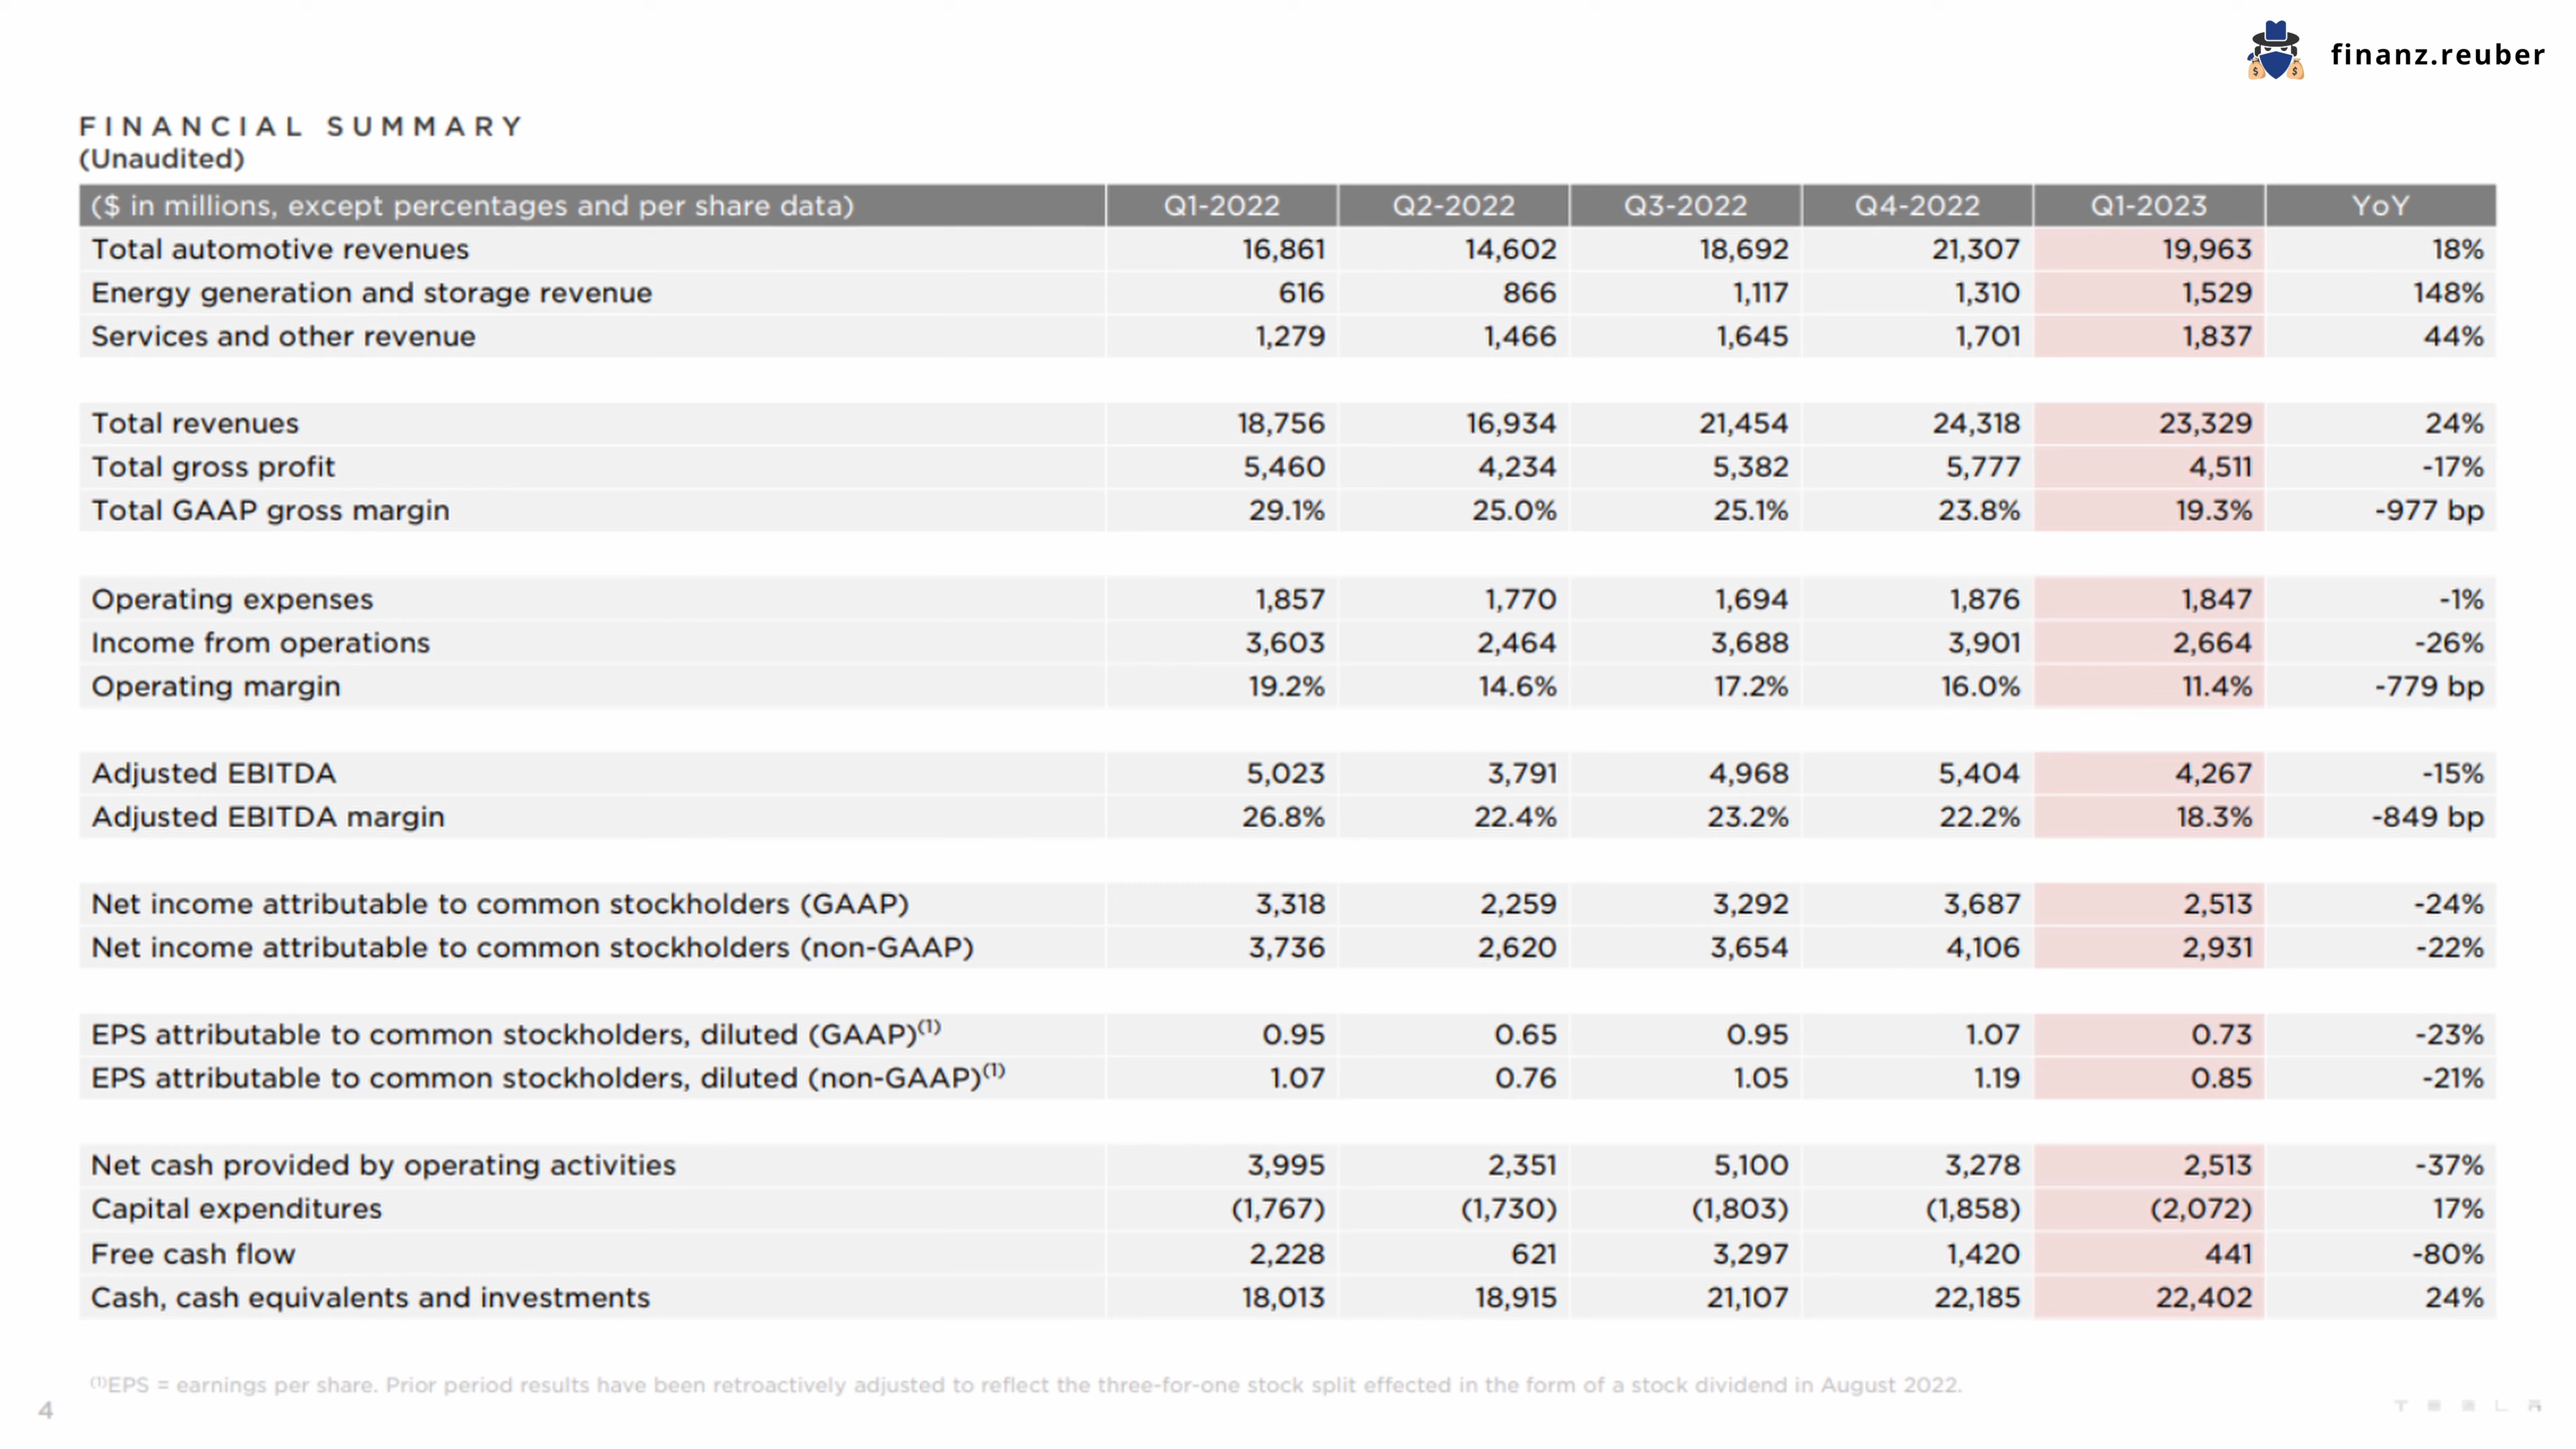 finanz.reuber
FINANCIAL SUMMARY
(Unaudited)
($ in millions, except percentages and per share data) Q1-2022 Q2-2022 Q3-2022 Q4-2022 Q1-2023 YoY
Total automotive revenues 16,861 14,602 18,692 21,307 19,963 18%
Energy generation and storage revenue 616 866 1,117 1,310 1,529 148%
Services and other revenue 1,279 1,466 1,645 1,701 1,837 44%
Total revenues 18,756 16,934 21,454 24,318 23,329 24%
Total gross profit 5,460 4,234 5,382 5,777 4,511 -17%
Total GAAP gross margin 29.1% 25.0% 25.1% 23.8% 19.3% -977 bp
Operating expenses 1,857 1,770 1,694 1,876 1,847 -1%
Income from operations 3,603 2,464 3,688 3,901 2,664 -26%
Operating margin 19.2% 14.6% 17.2% 16.0% 11.4% -779 bp
Adjusted EBITDA 5,023 3,791 4,968 5,404 4,267 -15%
Adjusted EBITDA margin 26.8% 22.4% 23.2% 22.2% 18.3% -849 bp
Net income attributable to common stockholders (GAAP) 3,318 2,259 3,292 3,687 2,513 -24%
Net income attributable to common stockholders (non-GAAP) 3,736 2,620 3,654 4,106 2,931 -22%
EPS attributable to common stockholders, diluted (GAAP)(1) 0.95 0.65 0.95 1.07 0.73 -23%
EPS attributable to common stockholders, diluted (non-GAAP)(1) 1.07 0.76 1.05 1.19 0.85 -21%
Net cash provided by operating activities 3,995 2,351 5,100 3,278 2,513 -37%
Capital expenditures (1,767) (1,730) (1,803) (1,858) (2,072) 17%
Free cash flow 2,228 621 3,297 1,420 441 -80%
Cash, cash equivalents and investments 18,013 18,915 21,107 22,185 22,402 24%
(1)EPS = earnings per share. Prior period results have been retroactively adjusted to reflect the three-for-one stock split effected in the form of a stock dividend in August 2022.
4
TESLA